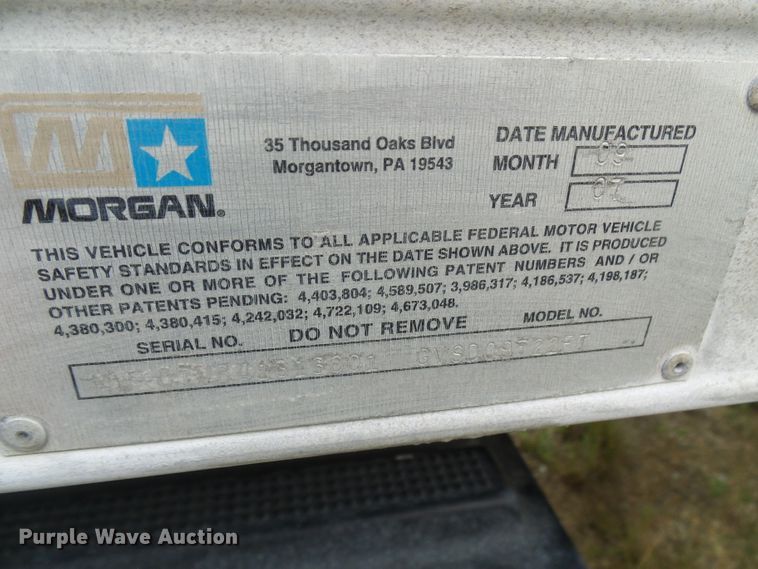 35 Thousand Oaks Blvd
Morgantown, PA 19543
DATE MANUFACTURED
MONTH 09
YEAR 07
M
MORGAN®
THIS VEHICLE CONFORMS TO ALL APPLICABLE FEDERAL MOTOR VEHICLE
SAFETY STANDARDS IN EFFECT ON THE DATE SHOWN ABOVE. IT IS PRODUCED
UNDER ONE OR MORE OF THE FOLLOWING PATENT NUMBERS AND / OR
OTHER PATENTS PENDING: 4,403,804; 4,589,507; 3,986,317; 4,186,537; 4,198,187;
4,380,300; 4,380,415; 4,242,032; 4,722,109; 4,673,048.
SERIAL NO. DO NOT REMOVE MODEL NO.
Purple Wave Auction